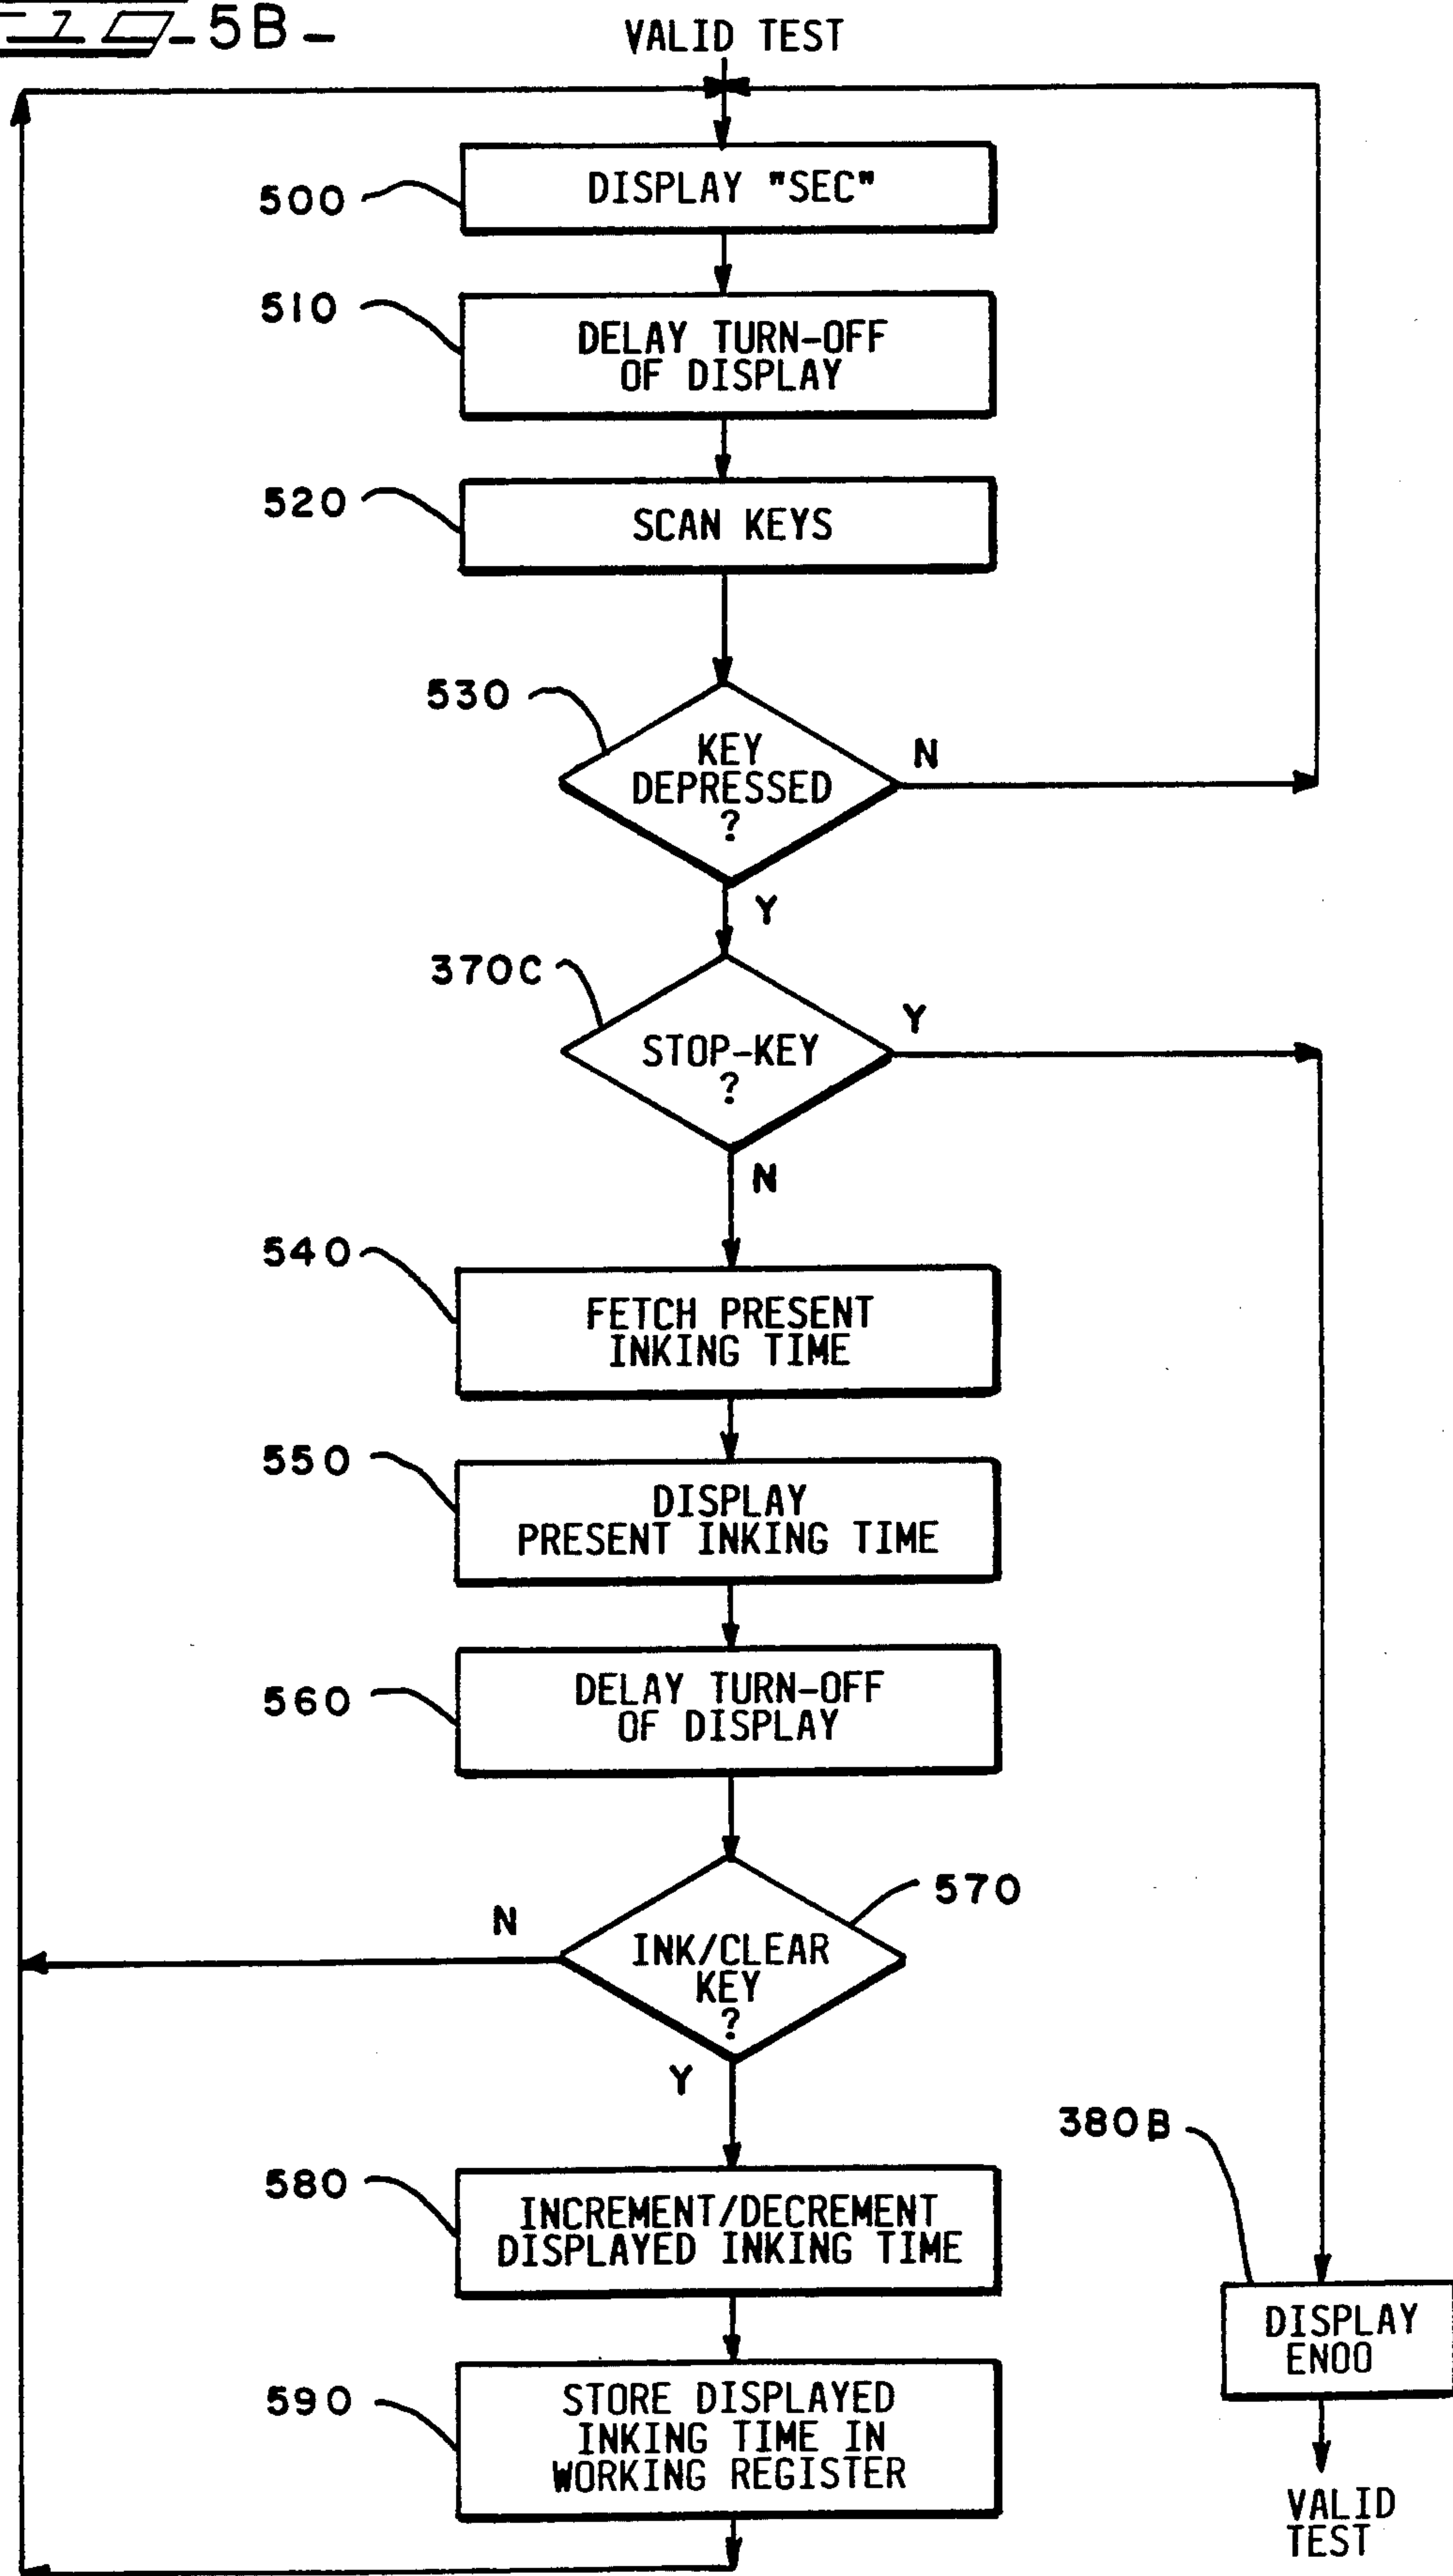 -5B-
VALID TEST
500
DISPLAY "SEC"
510
DELAY TURN-OFF
OF DISPLAY
520
SCAN KEYS
530
KEY
DEPRESSED
?
N
Y
370C
STOP-KEY
?
Y
N
540
FETCH PRESENT
INKING TIME
550
DISPLAY
PRESENT INKING TIME
560
DELAY TURN-OFF
OF DISPLAY
570
INK/CLEAR
KEY
?
N
Y
580
INCREMENT/DECREMENT
DISPLAYED INKING TIME
380B
DISPLAY
EN00
590
STORE DISPLAYED
INKING TIME IN
WORKING REGISTER
VALID
TEST